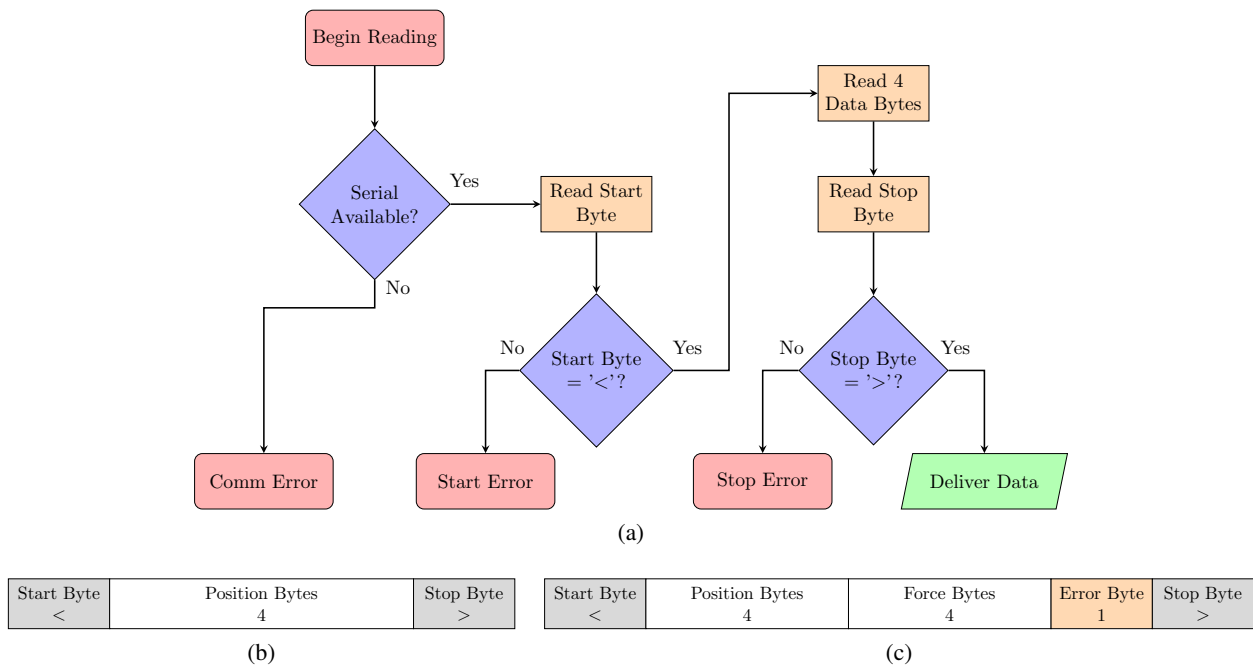 Begin Reading
Read 4
Data Bytes
Serial
Available?
Yes
No
Read Start
Byte
Read Stop
Byte
Start Byte
= '<'?
No
Yes
Stop Byte
= '>'?
No
Yes
Comm Error
Start Error
Stop Error
Deliver Data
(a)
Start Byte
<
Position Bytes
4
Stop Byte
>
(b)
Start Byte
<
Position Bytes
4
Force Bytes
4
Error Byte
1
Stop Byte
>
(c)